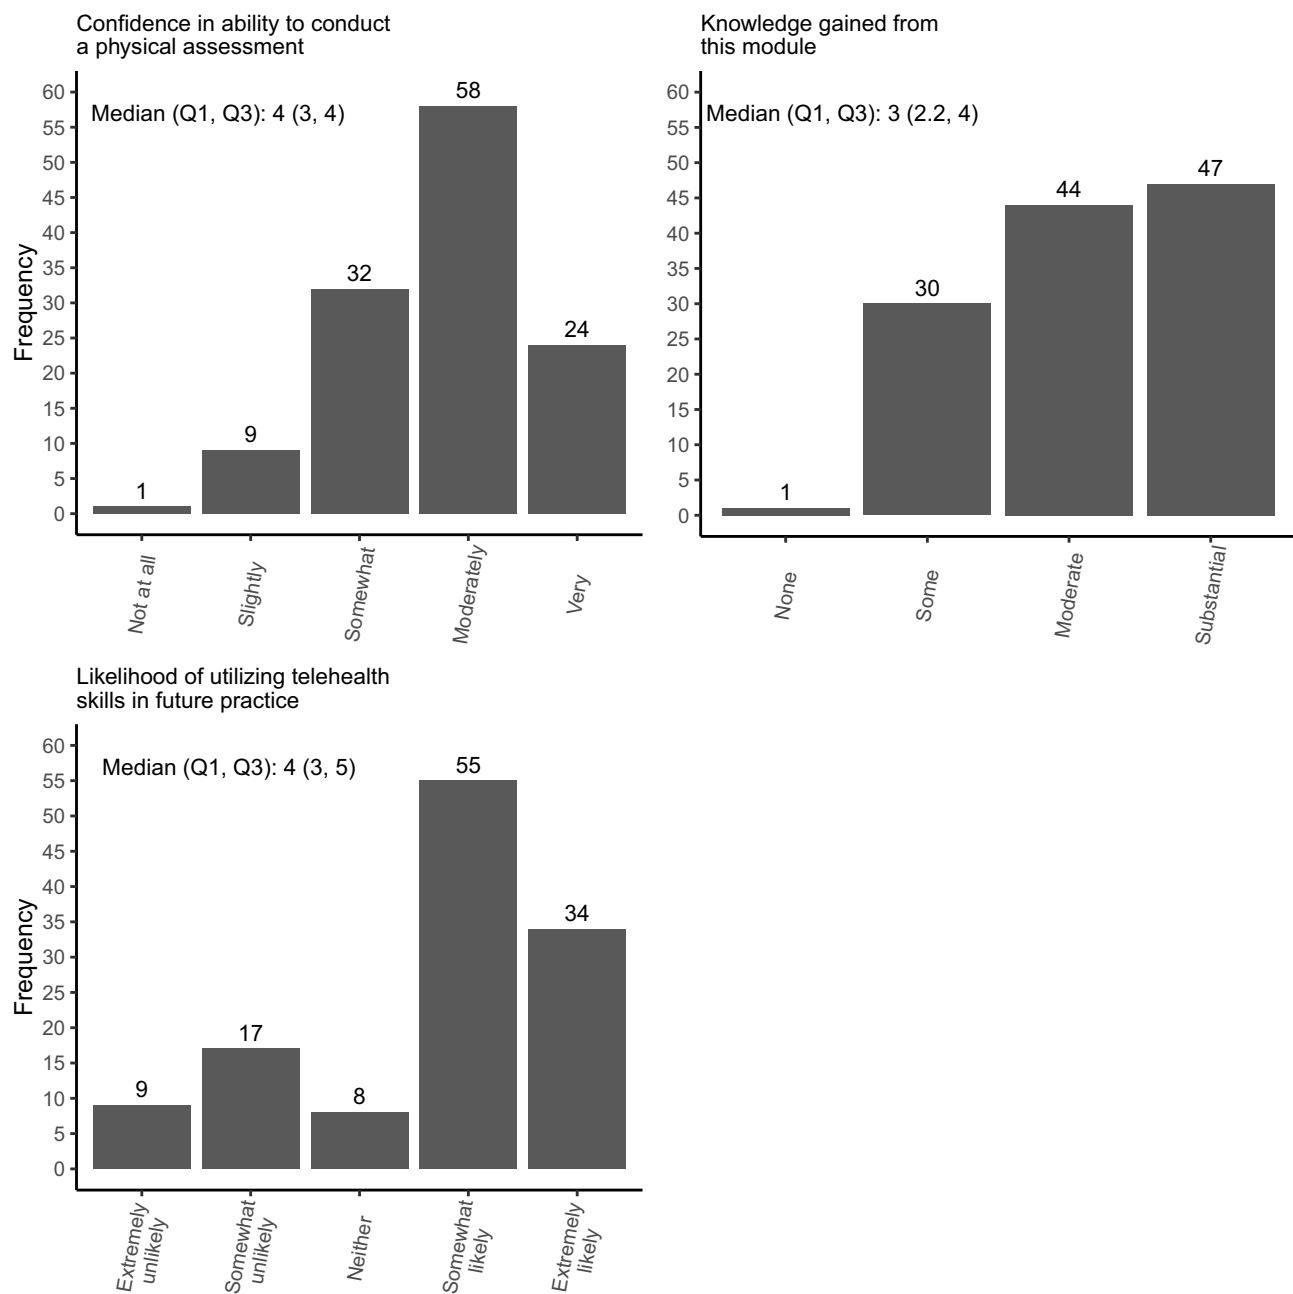 Confidence in ability to conduct
a physical assessment
Median (Q1, Q3): 4 (3, 4)
Frequency
60
55
50
45
40
35
30
25
20
15
10
5
0
1
9
32
58
24
Not at all
Slightly
Somewhat
Moderately
Very
Knowledge gained from
this module
Median (Q1, Q3): 3 (2.2, 4)
60
55
50
45
40
35
30
25
20
15
10
5
0
1
30
44
47
None
Some
Moderate
Substantial
Likelihood of utilizing telehealth
skills in future practice
Median (Q1, Q3): 4 (3, 5)
Frequency
60
55
50
45
40
35
30
25
20
15
10
5
0
9
17
8
55
34
Extremely
unlikely
Somewhat
unlikely
Neither
Somewhat
likely
Extremely
likely